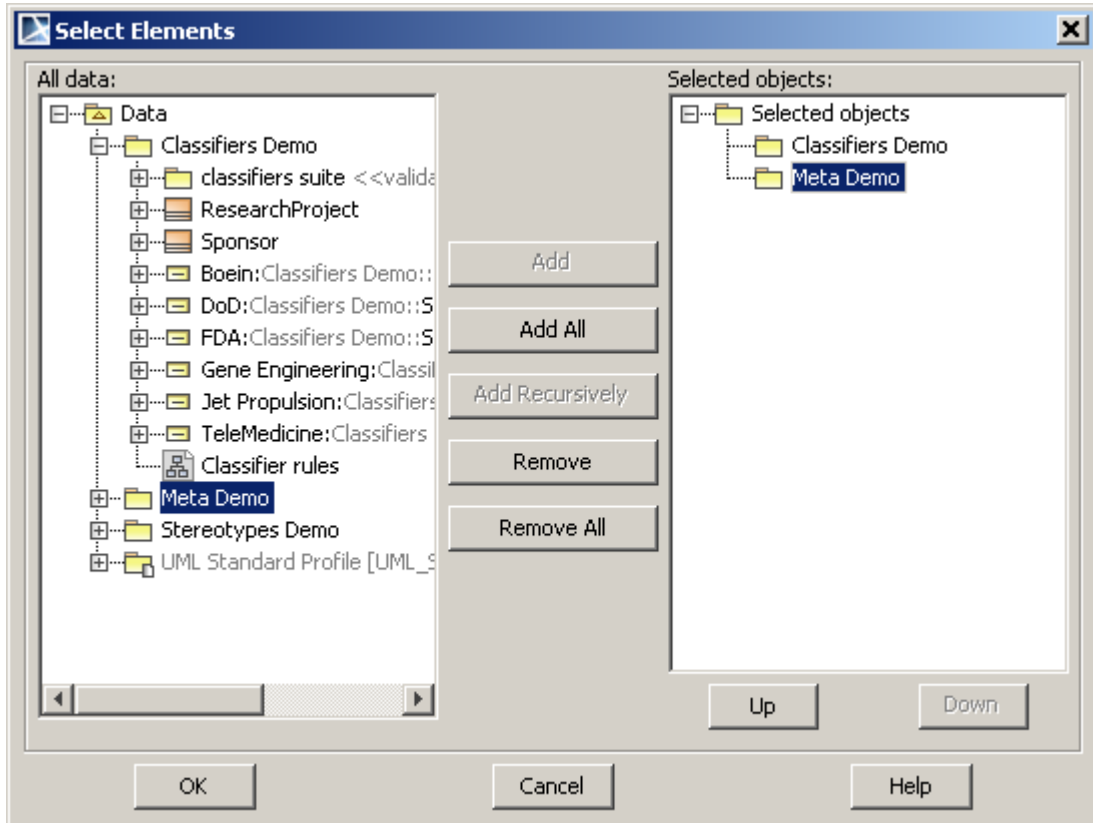 Select Elements
All data:
Data
Classifiers Demo
classifiers suite <<valida
ResearchProject
Sponsor
Boein:Classifiers Demo::
DoD:Classifiers Demo::S
FDA:Classifiers Demo::S
Gene Engineering:Classif
Jet Propulsion:Classifiers
TeleMedicine:Classifiers
Classifier rules
Meta Demo
Stereotypes Demo
UML Standard Profile [UML_S
Add
Add All
Add Recursively
Remove
Remove All
Selected objects:
Selected objects
Classifiers Demo
Meta Demo
Up
Down
OK
Cancel
Help